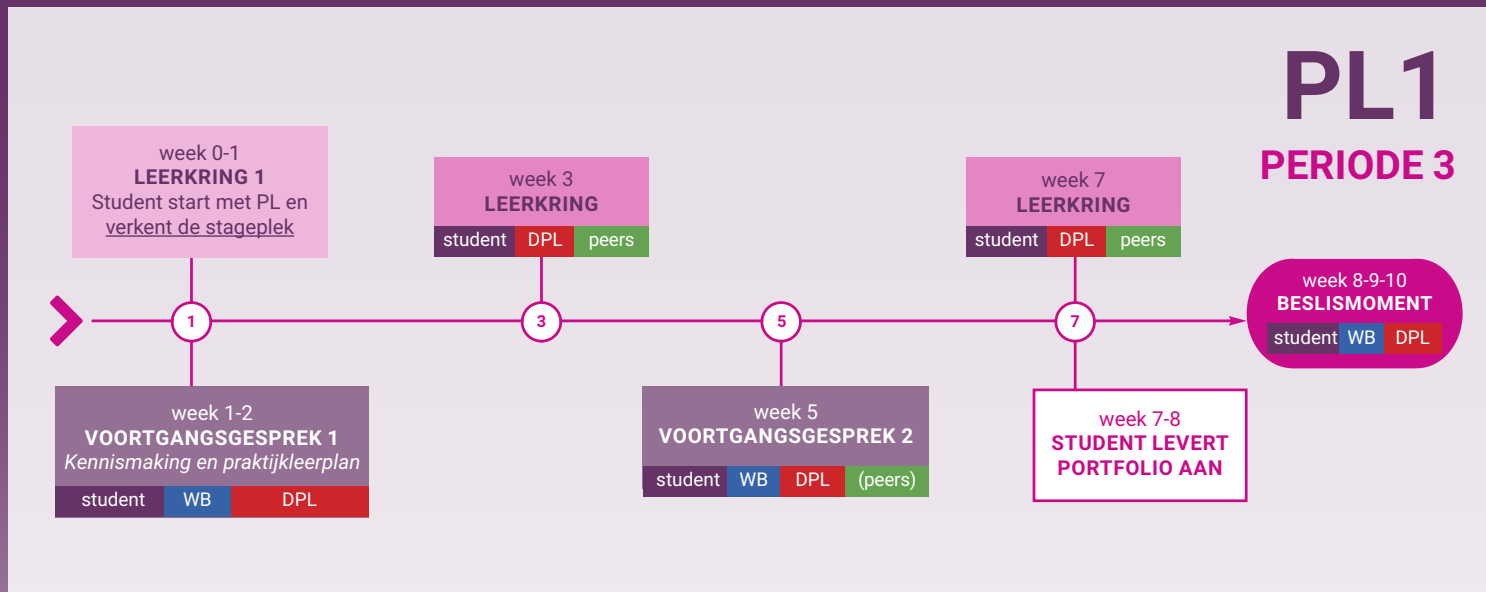 PL1
PERIODE 3
week 0-1
LEERKRING 1
Student start met PL en
verkent de stageplek
week 3
LEERKRING
student DPL peers
week 7
LEERKRING
student DPL peers
week 8-9-10
BESLISMOMENT
student WB DPL
1
3
5
7
week 1-2
VOORTGANGSGESPREK 1
Kennismaking en praktijkleerplan
student WB DPL
week 5
VOORTGANGSGESPREK 2
student WB DPL (peers)
week 7-8
STUDENT LEVERT
PORTFOLIO AAN